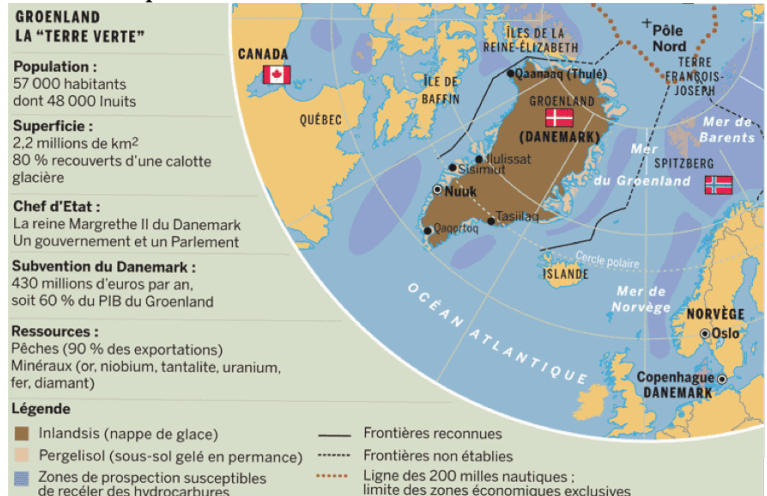 GROENLAND
LA “TERRE VERTE”
Population :
57 000 habitants
dont 48 000 Inuits
Superficie :
2,2 millions de km²
80 % recouverts d’une calotte
glacière
Chef d’Etat :
La reine Margrethe II du Danemark
Un gouvernement et un Parlement
Subvention du Danemark :
430 millions d’euros par an,
soit 60 % du PIB du Groenland
Ressources :
Pêches (90 % des exportations)
Minéraux (or, niobium, tantalite, uranium,
fer, diamant)
CANADA
QUÉBEC
ÎLE DE
BAFFIN
ÎLES DE LA
REINE-ÉLIZABETH
Pôle
Nord
TERRE
FRANÇOIS-
JOSEPH
Qaanaaq (Thulé)
GROENLAND
(DANEMARK)
Mer de
Barents
SPITZBERG
Mer
du Groenland
Ilulissat
Sisimiut
Nuuk
Tasiilaq
Qaqortoq
Cercle polaire
ISLANDE
Mer de
Norvège
OCÉAN ATLANTIQUE
NORVÈGE
Oslo
Copenhague
DANEMARK
Légende
Inlandsis (nappe de glace)
Pergelisol (sous-sol gelé en permance)
Zones de prospection susceptibles
de recéler des hydrocarbures
Frontières reconnues
Frontières non établies
Ligne des 200 milles nautiques ;
limite des zones économiques exclusives